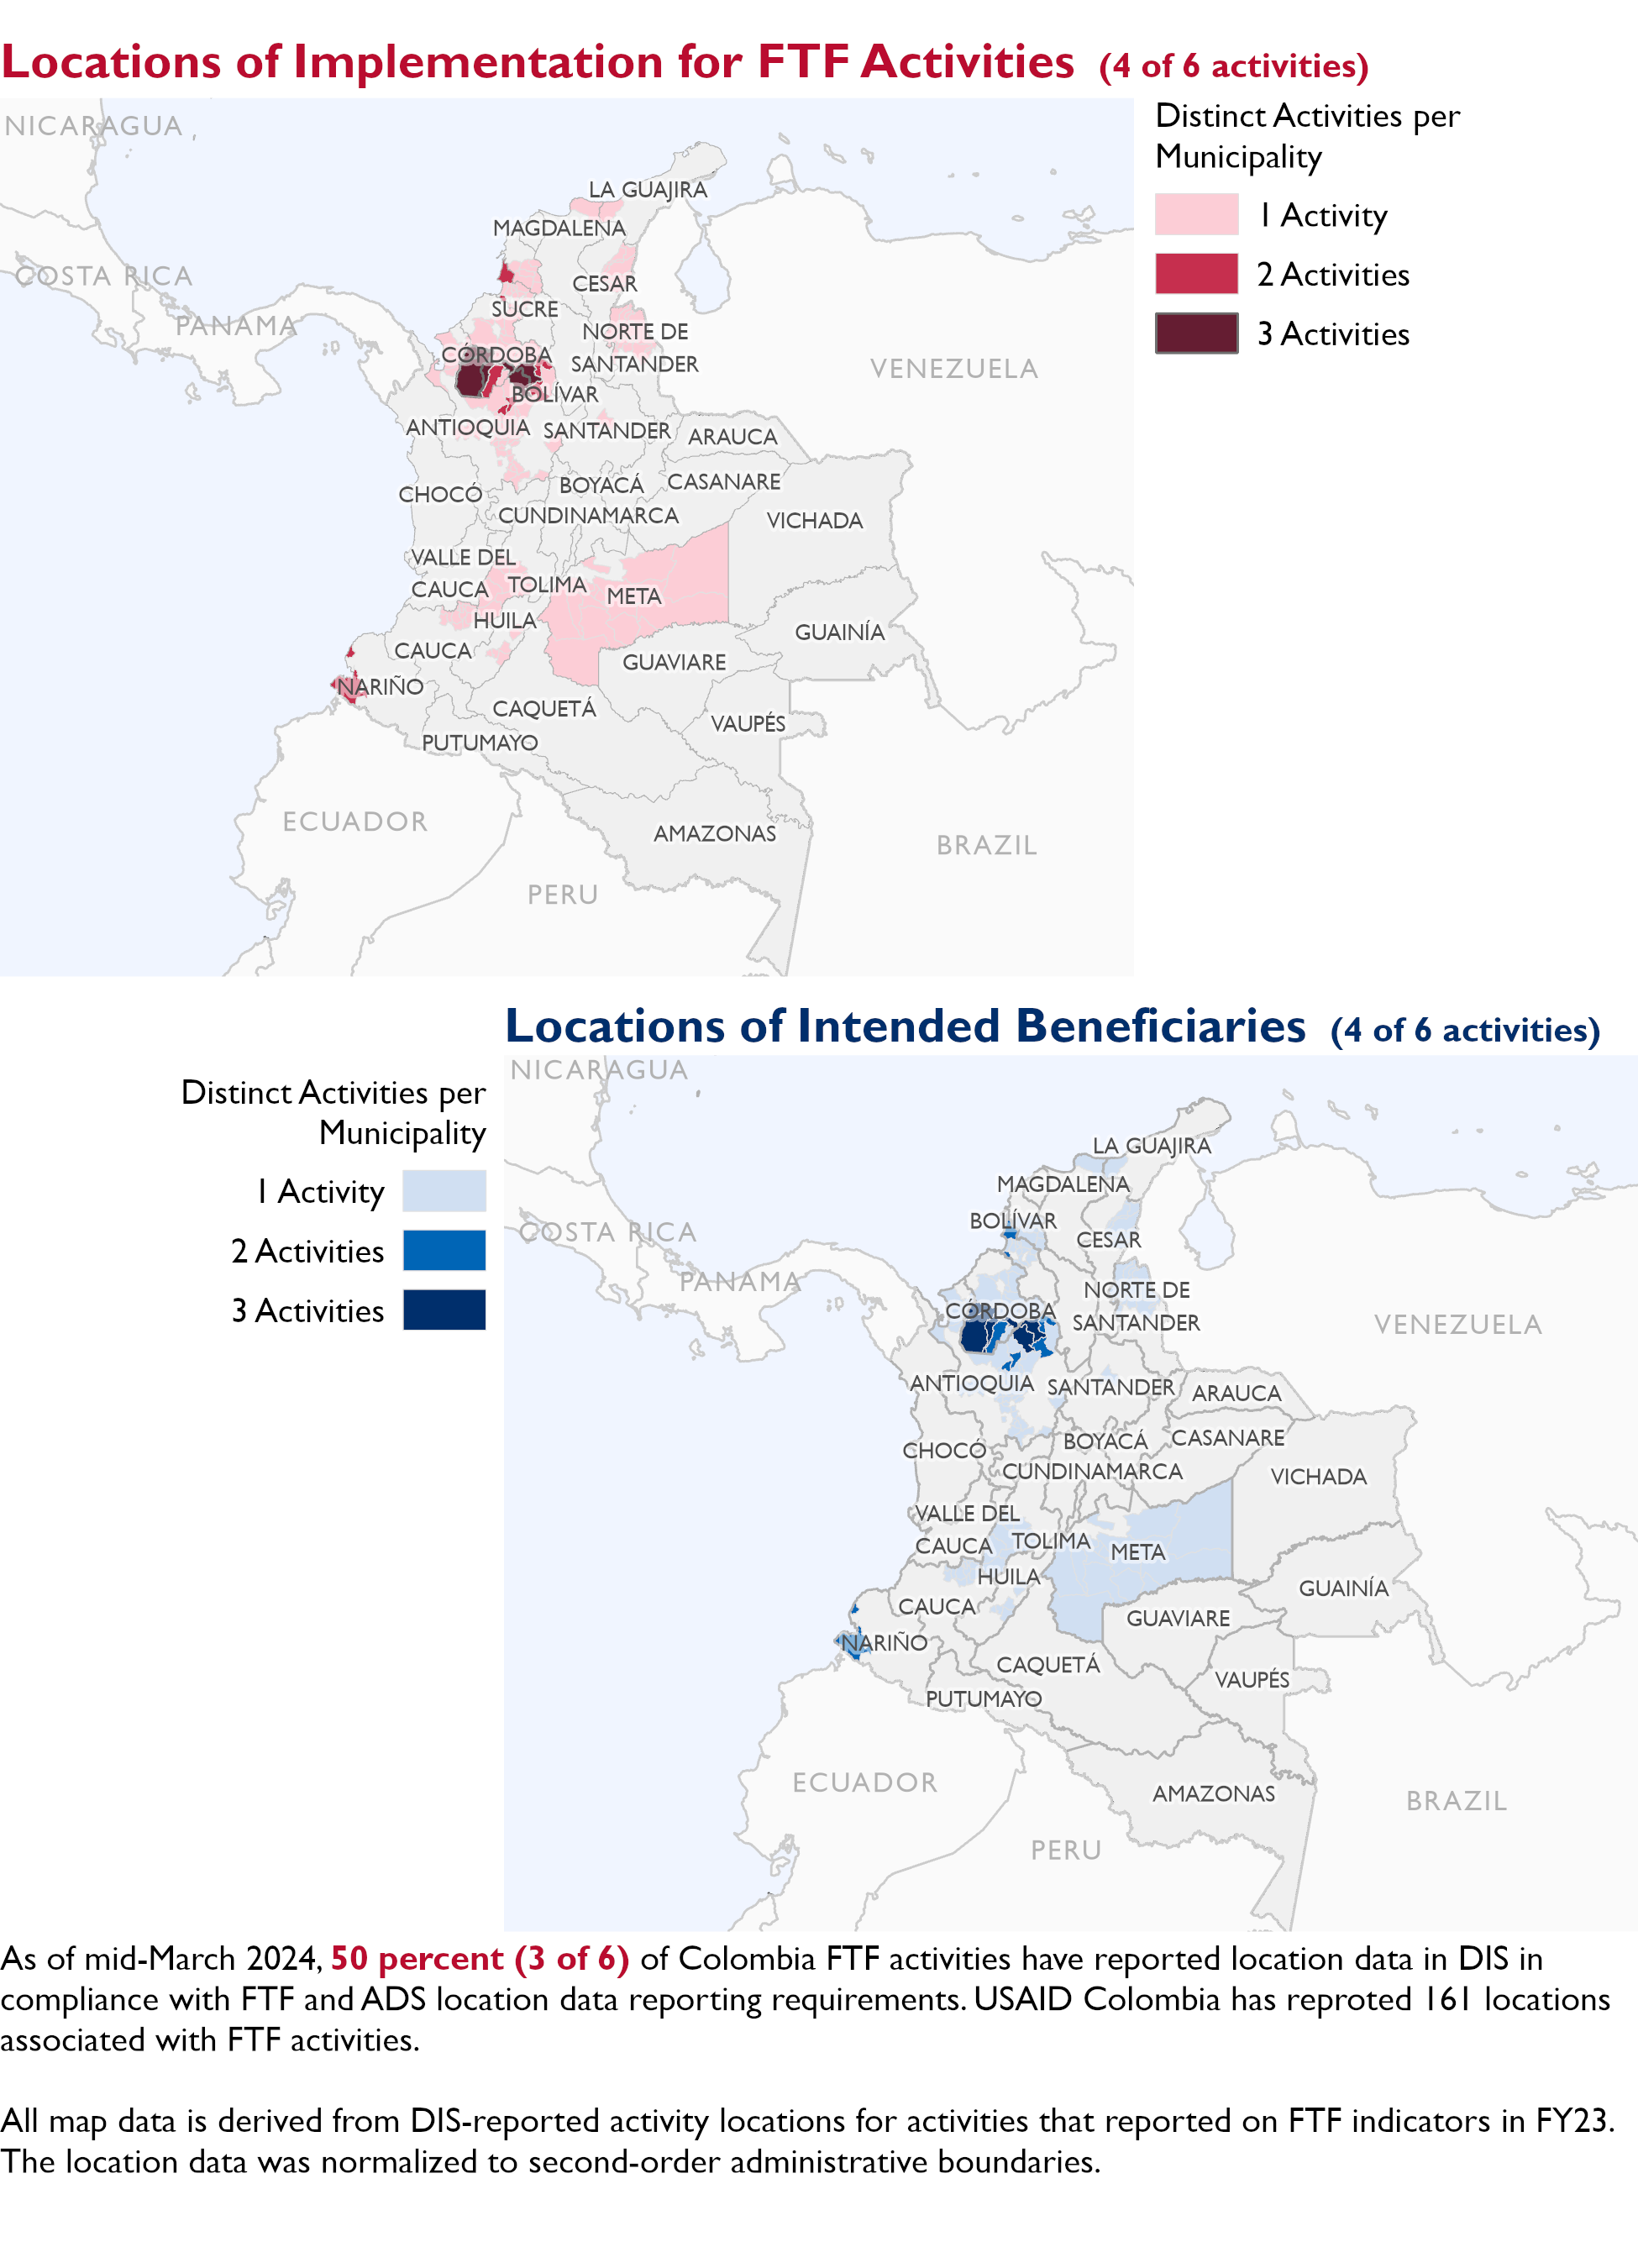 Locations of Implementation for FTF Activities (4 of 6 activities)
Distinct Activities per
Municipality
1 Activity
2 Activities
3 Activities
NICARAGUA
COSTA RICA
PANAMA
LA GUAJIRA
MAGDALENA
CESAR
SUCRE
NORTE DE
SANTANDER
CÓRDOBA
BOLÍVAR
VENEZUELA
ANTIOQUIA
SANTANDER
ARAUCA
CHOCÓ
BOYACÁ
CASANARE
CUNDINAMARCA
VICHADA
VALLE DEL
CAUCA
TOLIMA
META
HUILA
GUAINÍA
CAUCA
GUAVIARE
NARIÑO
CAQUETÁ
VAUPÉS
PUTUMAYO
ECUADOR
AMAZONAS
BRAZIL
PERU
Locations of Intended Beneficiaries (4 of 6 activities)
Distinct Activities per
Municipality
1 Activity
2 Activities
3 Activities
NICARAGUA
COSTA RICA
PANAMA
LA GUAJIRA
MAGDALENA
BOLÍVAR
CESAR
NORTE DE
SANTANDER
CÓRDOBA
VENEZUELA
ANTIOQUIA
SANTANDER
ARAUCA
CHOCÓ
BOYACÁ
CASANARE
CUNDINAMARCA
VICHADA
VALLE DEL
CAUCA
TOLIMA
META
HUILA
GUAINÍA
CAUCA
GUAVIARE
NARIÑO
CAQUETÁ
VAUPÉS
PUTUMAYO
ECUADOR
AMAZONAS
BRAZIL
PERU
As of mid-March 2024, 50 percent (3 of 6) of Colombia FTF activities have reported location data in DIS in
compliance with FTF and ADS location data reporting requirements. USAID Colombia has reproted 161 locations
associated with FTF activities.
All map data is derived from DIS-reported activity locations for activities that reported on FTF indicators in FY23.
The location data was normalized to second-order administrative boundaries.